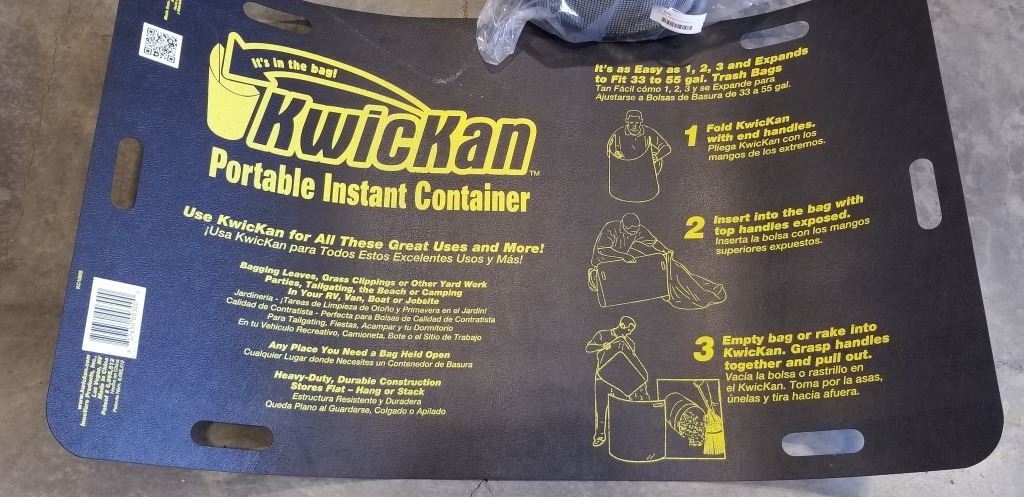 It's in the bag!
KwicKan™
Portable Instant Container
Use KwicKan for All These Great Uses and More!
¡Usa KwicKan para Todos Estos Excelentes Usos y Más!
Bagging Leaves, Grass Clippings or Other Yard Work
Parties, Tailgating, the Beach or Camping
In Your RV, Van, Boat or Jobsite
Jardinería - ¡Tareas de Limpieza de Otoño y Primavera en el Jardín!
Calidad de Contratista - Perfecta para Bolsas de Calidad de Contratista
Para Tailgating, Fiestas, Acampar y tu Dormitorio
En tu Vehículo Recreativo, Camioneta, Bote o el Sitio de Trabajo
Any Place You Need a Bag Held Open
Cualquier Lugar donde Necesites un Contenedor de Basura
Heavy-Duty, Durable Construction
Stores Flat – Hang or Stack
Estructura Resistente y Duradera
Queda Plano al Guardarse, Colgado o Apilado
It's as Easy as 1, 2, 3 and Expands
to Fit 33 to 55 gal. Trash Bags
Tan Fácil cómo 1, 2, 3 y se Expande para
Ajustarse a Bolsas de Basura de 33 a 55 gal.
1 Fold KwicKan
with end handles.
Pliega KwicKan con los
mangos de los extremos.
2 Insert into the bag with
top handles exposed.
Inserta la bolsa con los mangos
superiores expuestos.
3 Empty bag or rake into
KwicKan. Grasp handles
together and pull out.
Vacía la bolsa o rastrillo en
el KwicKan. Toma por la asas,
únelas y tira hacia afuera.